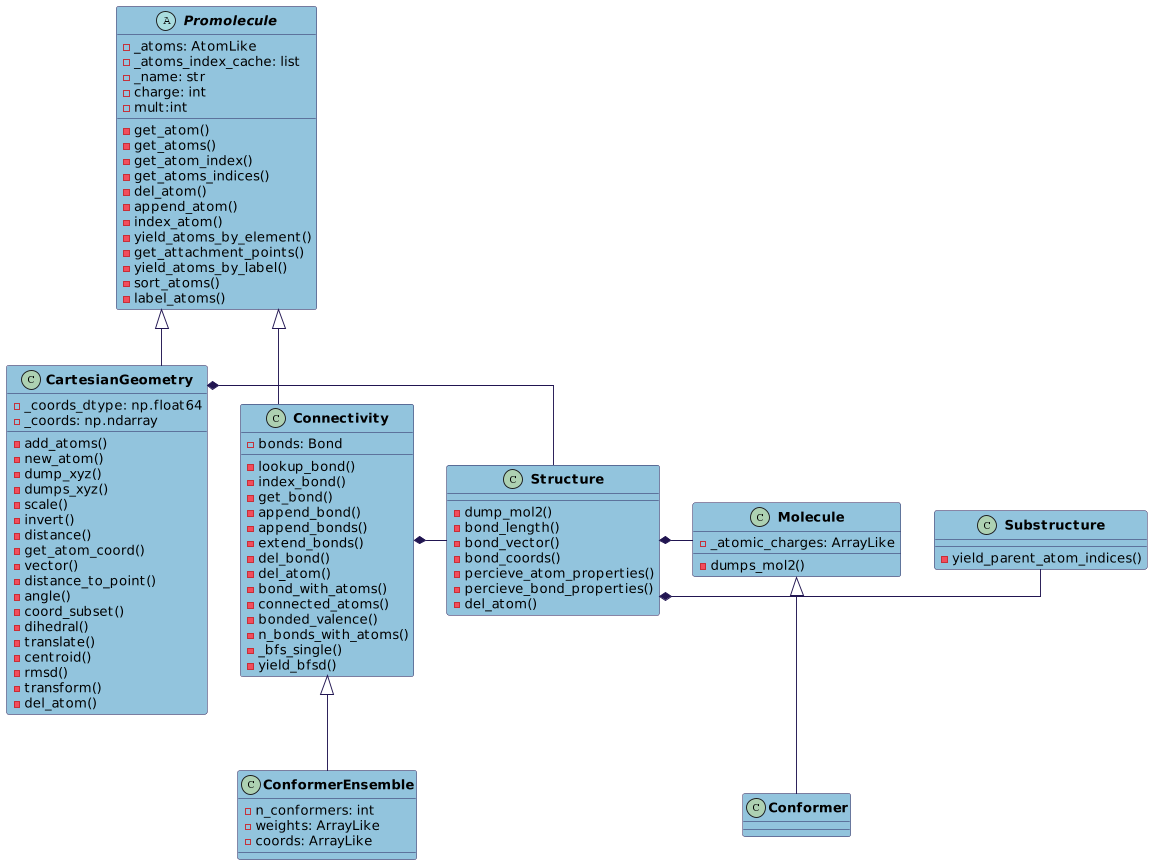 A Promolecule
_atoms: AtomLike
_atoms_index_cache: list
_name: str
charge: int
mult:int
get_atom()
get_atoms()
get_atom_index()
get_atoms_indices()
del_atom()
append_atom()
index_atom()
yield_atoms_by_element()
get_attachment_points()
yield_atoms_by_label()
sort_atoms()
label_atoms()
C CartesianGeometry
_coords_dtype: np.float64
_coords: np.ndarray
add_atoms()
new_atom()
dump_xyz()
dumps_xyz()
scale()
invert()
distance()
get_atom_coord()
vector()
distance_to_point()
angle()
coord_subset()
dihedral()
translate()
centroid()
rmsd()
transform()
del_atom()
C Connectivity
bonds: Bond
lookup_bond()
index_bond()
get_bond()
append_bond()
append_bonds()
extend_bonds()
del_bond()
del_atom()
bond_with_atoms()
connected_atoms()
bonded_valence()
n_bonds_with_atoms()
_bfs_single()
yield_bfsd()
C Structure
dump_mol2()
bond_length()
bond_vector()
bond_coords()
percieve_atom_properties()
percieve_bond_properties()
del_atom()
C Molecule
_atomic_charges: ArrayLike
dumps_mol2()
C Substructure
yield_parent_atom_indices()
C ConformerEnsemble
n_conformers: int
weights: ArrayLike
coords: ArrayLike
C Conformer